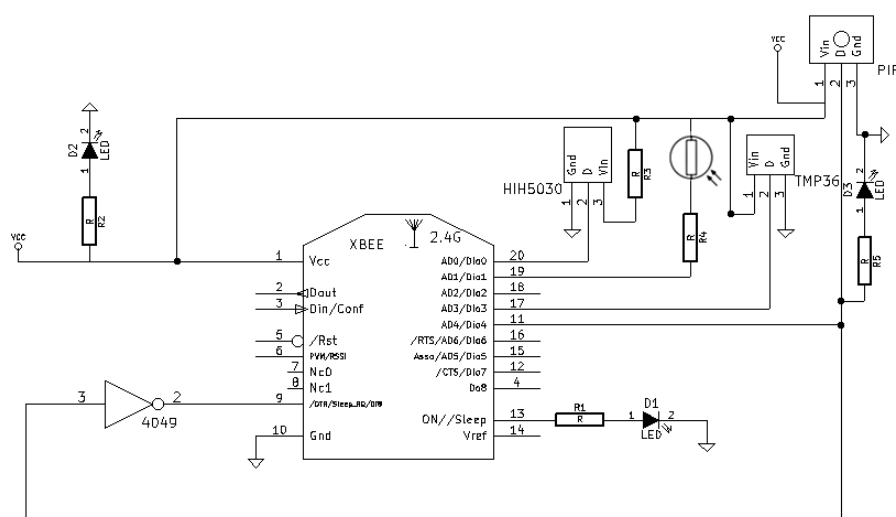 VCC
Vin
D
Gnd
1
2
3
PIR
D2
2
LED
1
R
R2
HIH5030
Gnd
D
Vin
1
2
3
R
R3
R
R4
Vin
D
Gnd
TMP36
1
2
3
D3
2
LED
1
R
R5
VCC
XBEE
2.4G
1
Vcc
2
Dout
3
Din/Conf
5
/Rst
6
PWM/RSSI
7
Nc0
8
Nc1
9
/DTR/Sleep_RQ/DI8
10
Gnd
AD0/Dio0
20
AD1/Dio1
19
AD2/Dio2
18
AD3/Dio3
17
AD4/Dio4
11
/RTS/AD6/Dio6
16
Asso/AD5/Dio5
15
/CTS/Dio7
12
Do8
4
ON//Sleep
13
Vref
14
3
2
4049
R1
R
D1
1
2
LED